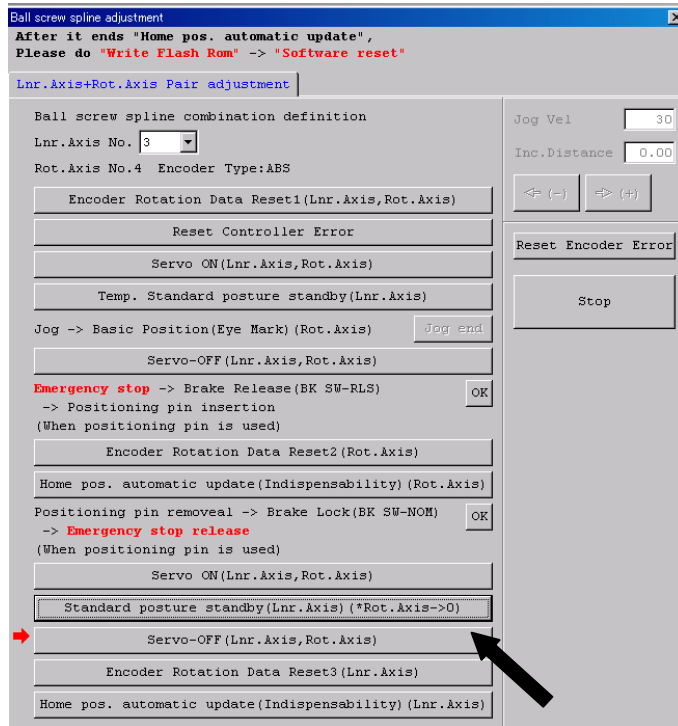 Ball screw spline adjustment
After it ends "Home pos. automatic update",
Please do "Write Flash Rom" -> "Software reset"
Lnr.Axis+Rot.Axis Pair adjustment
Ball screw spline combination definition
Lnr.Axis No. 3
Rot.Axis No.4 Encoder Type:ABS
Encoder Rotation Data Reset1(Lnr.Axis,Rot.Axis)
Reset Controller Error
Servo ON(Lnr.Axis,Rot.Axis)
Temp. Standard posture standby(Lnr.Axis)
Jog -> Basic Position(Eye Mark)(Rot.Axis) Jog end
Servo-OFF(Lnr.Axis,Rot.Axis)
Emergency stop -> Brake Release(BK SW-RLS) OK
-> Positioning pin insertion
(When positioning pin is used)
Encoder Rotation Data Reset2(Rot.Axis)
Home pos. automatic update(Indispensability)(Rot.Axis)
Positioning pin removeal -> Brake Lock(BK SW-NOM) OK
-> Emergency stop release
(When positioning pin is used)
Servo ON(Lnr.Axis,Rot.Axis)
Standard posture standby(Lnr.Axis)(*Rot.Axis->0)
Servo-OFF(Lnr.Axis,Rot.Axis)
Encoder Rotation Data Reset3(Lnr.Axis)
Home pos. automatic update(Indispensability)(Lnr.Axis)
Jog Vel 30
Inc.Distance 0.00
(-) (+)
Reset Encoder Error
Stop